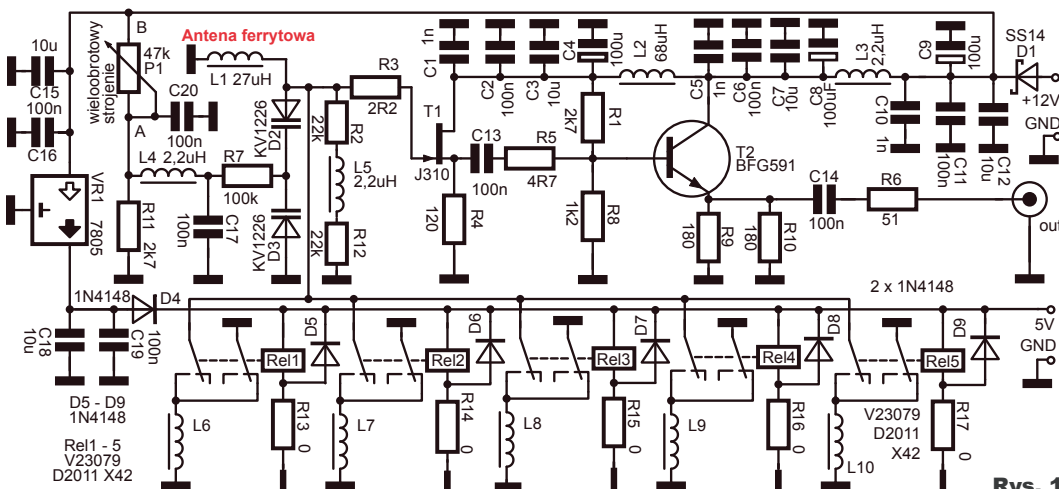 10u
C15
100n
C16
B
47k
P1
wieloobrotowy
strojenie
A
C20
100n
Antena ferrytowa
L1 27uH
KV1226
D2
KV1226
D3
L4 2,2uH
R7
100k
C17
100n
R11
2k7
VR1
7805
R2
22k
L5
2,2uH
R12
22k
R3
2R2
T1
J310
C1
1n
C2
100n
C3
10u
C4
100u
L2
68uH
C13
100n
R5
4R7
R4
120
R1
2k7
R8
1k2
C5
1n
C6
100n
C7
10u
C8
100uF
L3
2,2uH
C9
100u
C10
1n
C11
100n
C12
10u
SS14
D1
+12V
GND
T2
BFG591
R9
180
R10
180
C14
100n
R6
51
out
1N4148
D4
C18
10u
C19
100n
2 x 1N4148
5V
GND
D5
D6
D7
D8
D9
Rel1
Rel2
Rel3
Rel4
Rel5
D5 - D9
1N4148
Rel1 - 5
V23079
D2011 X42
L6
R13
0
L7
R14
0
L8
R15
0
L9
R16
0
L10
V23079
D2011
X42
R17
0
Rys. 1